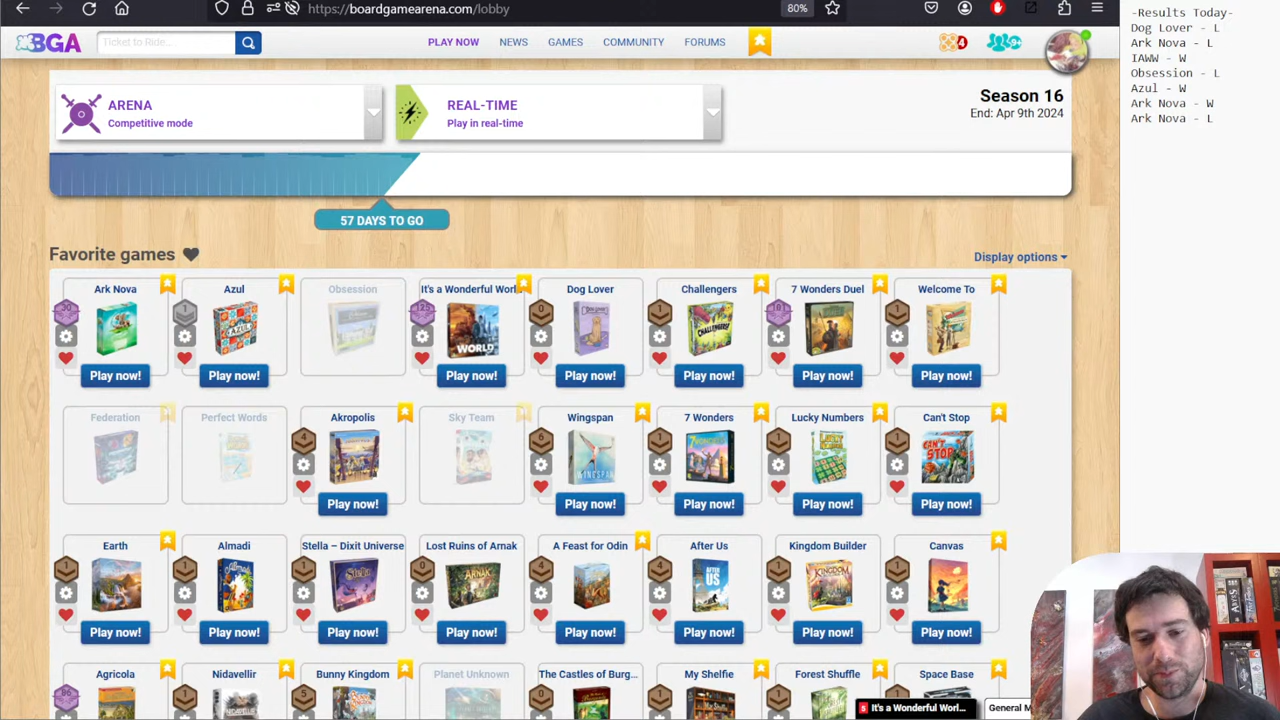 https://boardgamearena.com/lobby
80%
BGA
Ticket to Ride...
PLAY NOW
NEWS
GAMES
COMMUNITY
FORUMS
4
9+
ARENA
Competitive mode
REAL-TIME
Play in real-time
Season 16
End: Apr 9th 2024
57 DAYS TO GO
Favorite games
Display options
Ark Nova
Azul
Obsession
It's a Wonderful World
Dog Lover
Challengers
7 Wonders Duel
Welcome To
Play now!
Play now!
Play now!
Play now!
Play now!
Play now!
Play now!
Federation
Perfect Words
Akropolis
Sky Team
Wingspan
7 Wonders
Lucky Numbers
Can't Stop
Play now!
Play now!
Play now!
Play now!
Play now!
Earth
Almadi
Stella – Dixit Universe
Lost Ruins of Arnak
A Feast for Odin
After Us
Kingdom Builder
Canvas
Play now!
Play now!
Play now!
Play now!
Play now!
Play now!
Play now!
Play now!
Agricola
Nidavellir
Bunny Kingdom
Planet Unknown
The Castles of Burg...
My Shelfie
Forest Shuffle
Space Base
It's a Wonderful Worl...
General M
-Results Today-
Dog Lover - L
Ark Nova - L
IAWW - W
Obsession - L
Azul - W
Ark Nova - W
Ark Nova - L